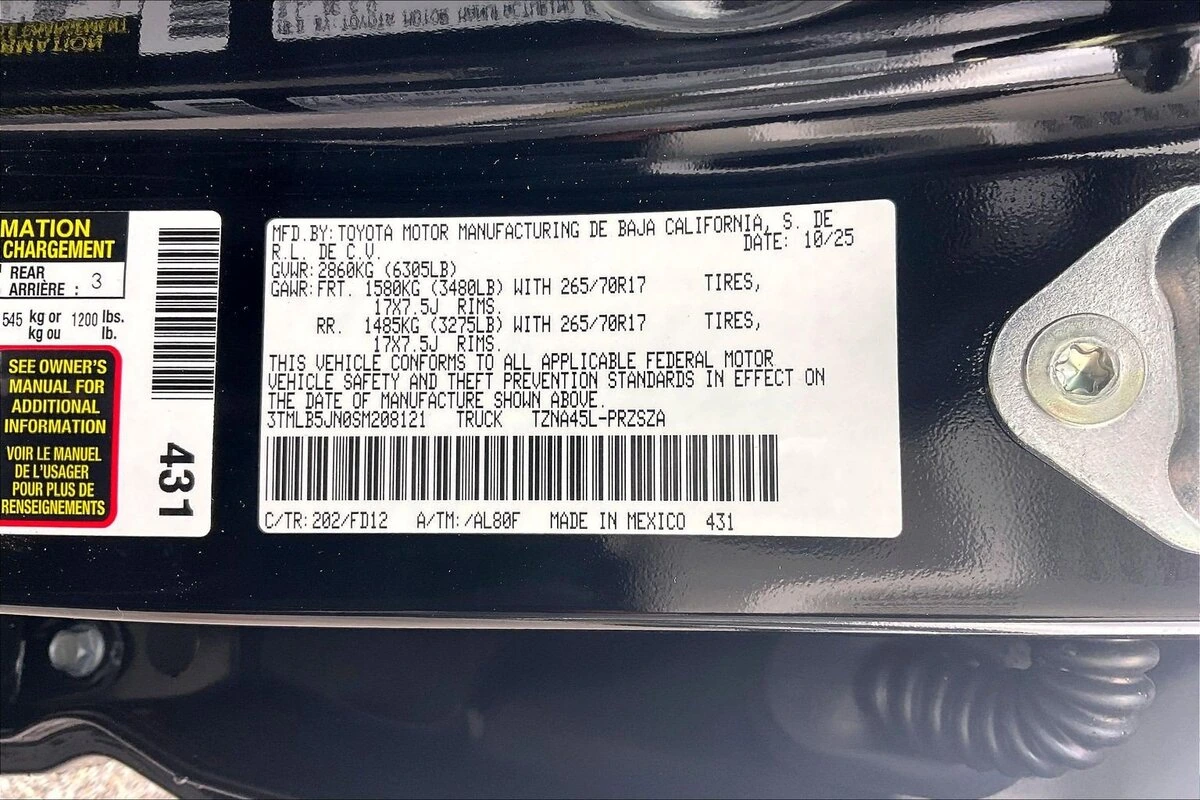 MATION
CHARGEMENT
REAR
ARRIÈRE : 3
545 kg or 1200 lbs.
kg ou lb.
SEE OWNER'S
MANUAL FOR
ADDITIONAL
INFORMATION
VOIR LE MANUEL
DE L'USAGER
POUR PLUS DE
RENSEIGNEMENTS
431
MFD.BY:TOYOTA MOTOR MANUFACTURING DE BAJA CALIFORNIA, S. DE
R.L. DE C.V. DATE: 10/25
GVWR:2860KG (6305LB)
GAWR:FRT. 1580KG (3480LB) WITH 265/70R17 TIRES,
17X7.5J RIMS.
RR. 1485KG (3275LB) WITH 265/70R17 TIRES,
17X7.5J RIMS.
THIS VEHICLE CONFORMS TO ALL APPLICABLE FEDERAL MOTOR
VEHICLE SAFETY AND THEFT PREVENTION STANDARDS IN EFFECT ON
THE DATE OF MANUFACTURE SHOWN ABOVE.
3TMLB5JN0SM208121 TRUCK TZNA45L-PRZSZA
C/TR:202/FD12 A/TM:/AL80F MADE IN MEXICO 431